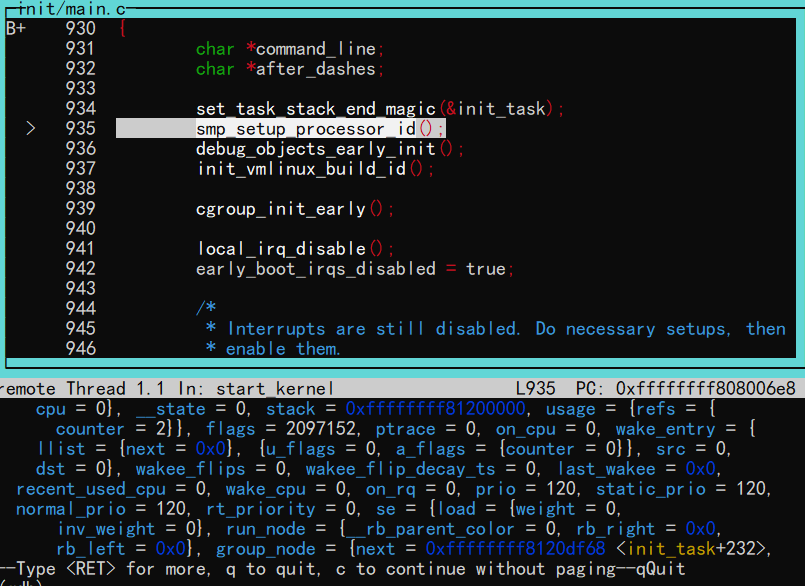 init/main.c
B+ 930 {
931 char *command_line;
932 char *after_dashes;
933
934 set_task_stack_end_magic(&init_task);
> 935 smp_setup_processor_id();
936 debug_objects_early_init();
937 init_vmlinux_build_id();
938
939 cgroup_init_early();
940
941 local_irq_disable();
942 early_boot_irqs_disabled = true;
943
944 /*
945 * Interrupts are still disabled. Do necessary setups, then
946 * enable them.
remote Thread 1.1 In: start_kernel L935 PC: 0xffffffff808006e8
cpu = 0}, __state = 0, stack = 0xffffffff81200000, usage = {refs = {
counter = 2}}, flags = 2097152, ptrace = 0, on_cpu = 0, wake_entry = {
llist = {next = 0x0}, {u_flags = 0, a_flags = {counter = 0}}, src = 0,
dst = 0}, wakee_flips = 0, wakee_flip_decay_ts = 0, last_wakee = 0x0,
recent_used_cpu = 0, wake_cpu = 0, on_rq = 0, prio = 120, static_prio = 120,
normal_prio = 120, rt_priority = 0, se = {load = {weight = 0,
inv_weight = 0}, run_node = {__rb_parent_color = 0, rb_right = 0x0,
rb_left = 0x0}, group_node = {next = 0xffffffff8120df68 <init_task+232>,
--Type <RET> for more, q to quit, c to continue without paging--qQuit